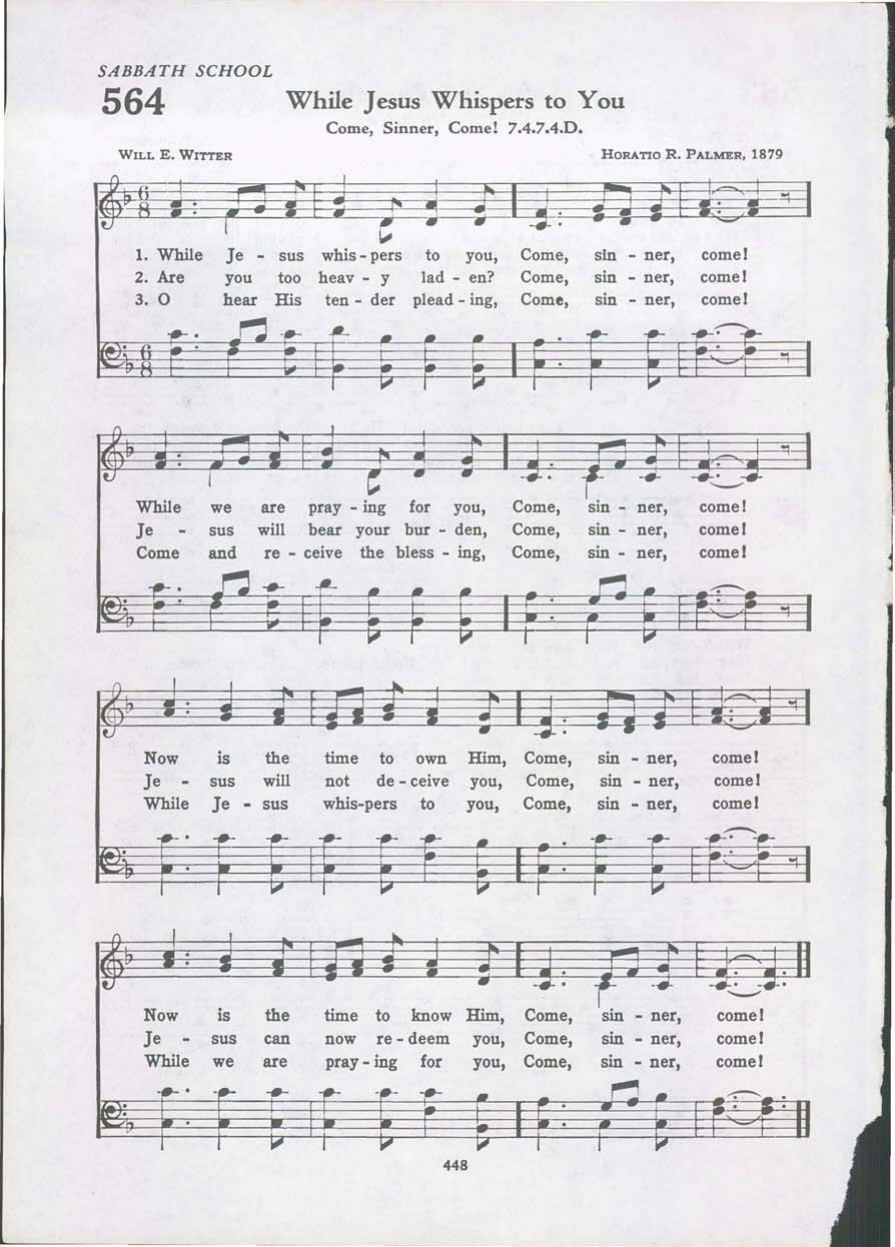 SABBATH SCHOOL
564 While Jesus Whispers to You
Come, Sinner, Come! 7.4.7.4.D.
WILL E. WITTER HORATIO R. PALMER, 1879
6 8
1. While Je - sus whis - pers to you, Come, sin - ner, come!
2. Are you too heav - y lad - en? Come, sin - ner, come!
3. O hear His ten - der plead - ing, Come, sin - ner, come!
6 8
While we are pray - ing for you, Come, sin - ner, come!
Je - sus will bear your bur - den, Come, sin - ner, come!
Come and re - ceive the bless - ing, Come, sin - ner, come!
Now is the time to own Him, Come, sin - ner, come!
Je - sus will not de - ceive you, Come, sin - ner, come!
While Je - sus whis-pers to you, Come, sin - ner, come!
Now is the time to know Him, Come, sin - ner, come!
Je - sus can now re - deem you, Come, sin - ner, come!
While we are pray - ing for you, Come, sin - ner, come!
448